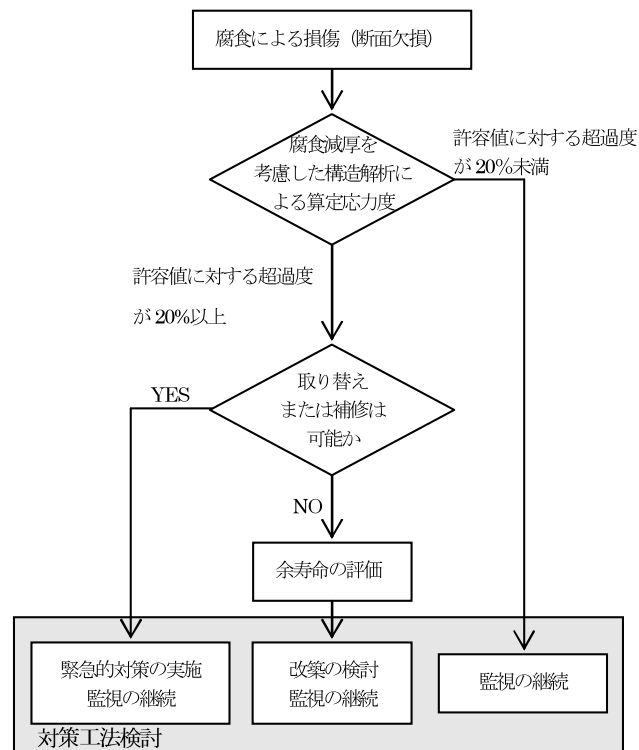 腐食による損傷（断面欠損）
腐食減厚を
考慮した構造解析に
よる算定応力度
許容値に対する超過度
が 20%未満
許容値に対する超過度
が 20%以上
取り替え
または補修は
可能か
YES
NO
余寿命の評価
緊急的対策の実施
監視の継続
改築の検討
監視の継続
監視の継続
対策工法検討